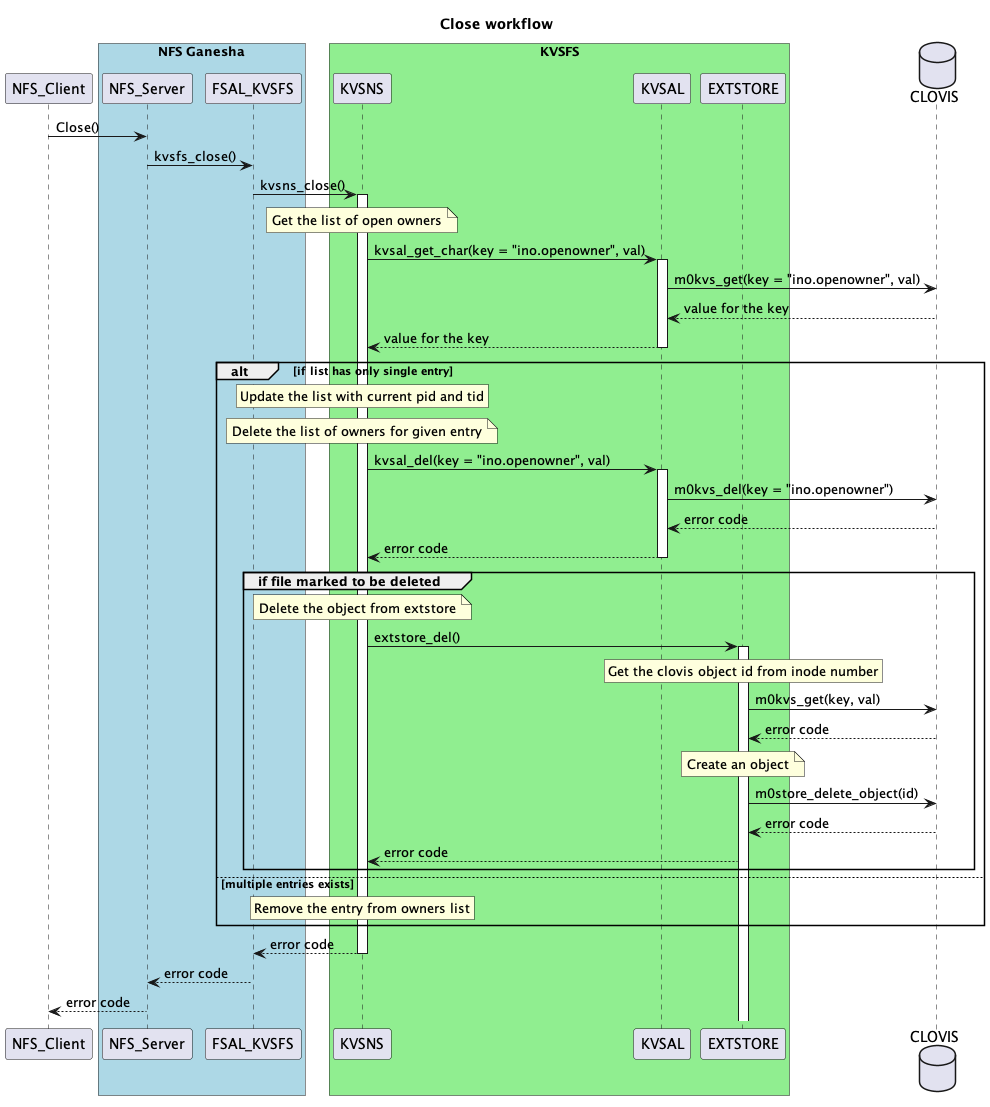 Close workflow
NFS Ganesha
KVSFS
NFS_Client
NFS_Server
FSAL_KVSFS
KVSNS
KVSAL
EXTSTORE
CLOVIS
Close()
kvsfs_close()
kvsns_close()
Get the list of open owners
kvsal_get_char(key = "ino.openowner", val)
m0kvs_get(key = "ino.openowner", val)
value for the key
value for the key
alt
[if list has only single entry]
Update the list with current pid and tid
Delete the list of owners for given entry
kvsal_del(key = "ino.openowner", val)
m0kvs_del(key = "ino.openowner")
error code
error code
if file marked to be deleted
Delete the object from extstore
extstore_del()
Get the clovis object id from inode number
m0kvs_get(key, val)
error code
Create an object
m0store_delete_object(id)
error code
error code
[multiple entries exists]
Remove the entry from owners list
error code
error code
error code
NFS_Client
NFS_Server
FSAL_KVSFS
KVSNS
KVSAL
EXTSTORE
CLOVIS